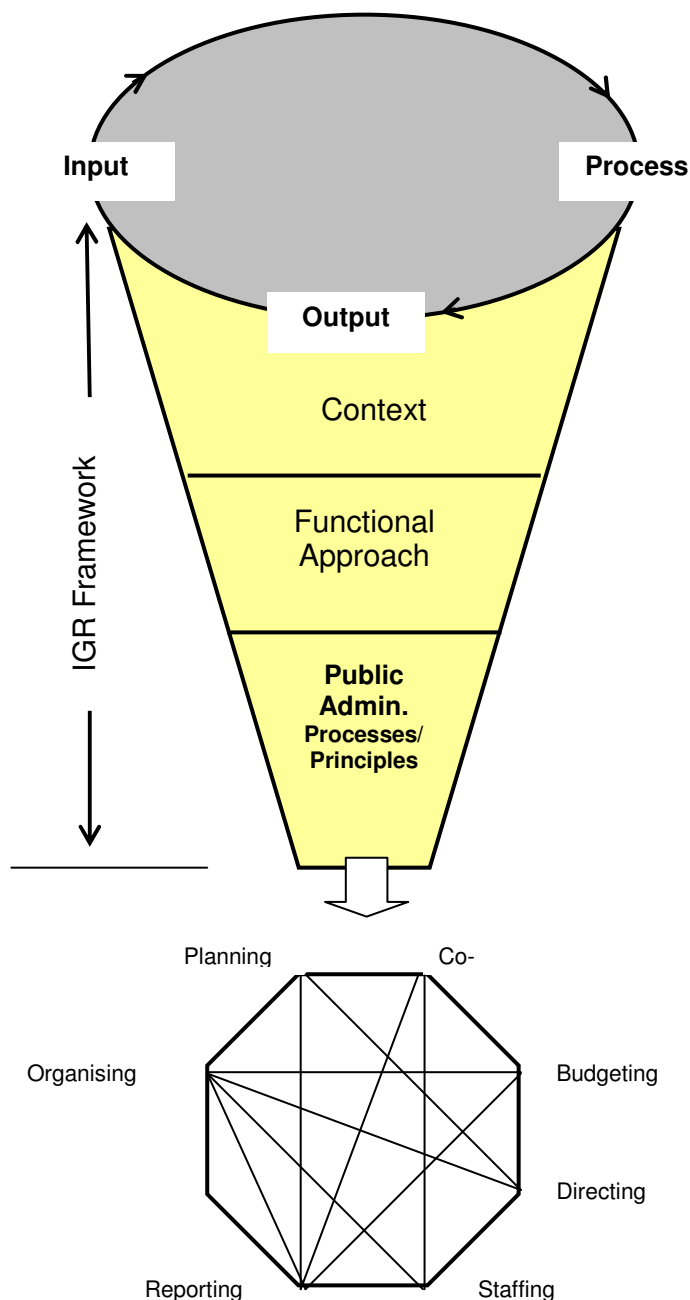 Input
Process
Output
Context
IGR Framework
Functional
Approach
Public
Admin.
Processes/
Principles
Planning
Co-
Organising
Budgeting
Directing
Reporting
Staffing